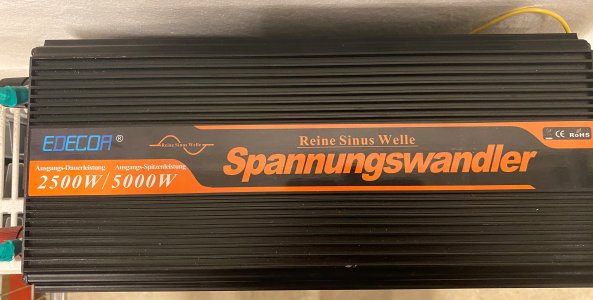 EDECOA®
Reine Sinus Welle
Ausgangs-Dauerleistung Ausgangs-Spitzenleistung
2500W/5000W
Reine Sinus Welle
Spannungswandler
CE RoHS